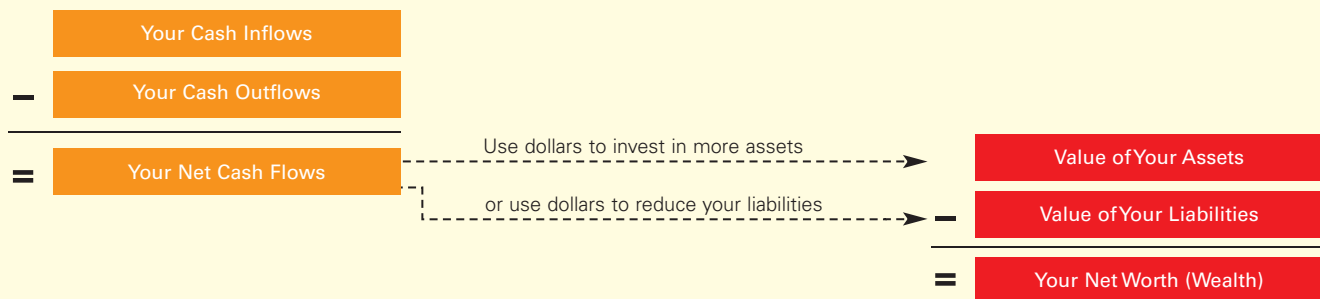 Your Cash Inflows
– Your Cash Outflows
= Your Net Cash Flows
Use dollars to invest in more assets
or use dollars to reduce your liabilities
Value of Your Assets
– Value of Your Liabilities
= Your Net Worth (Wealth)